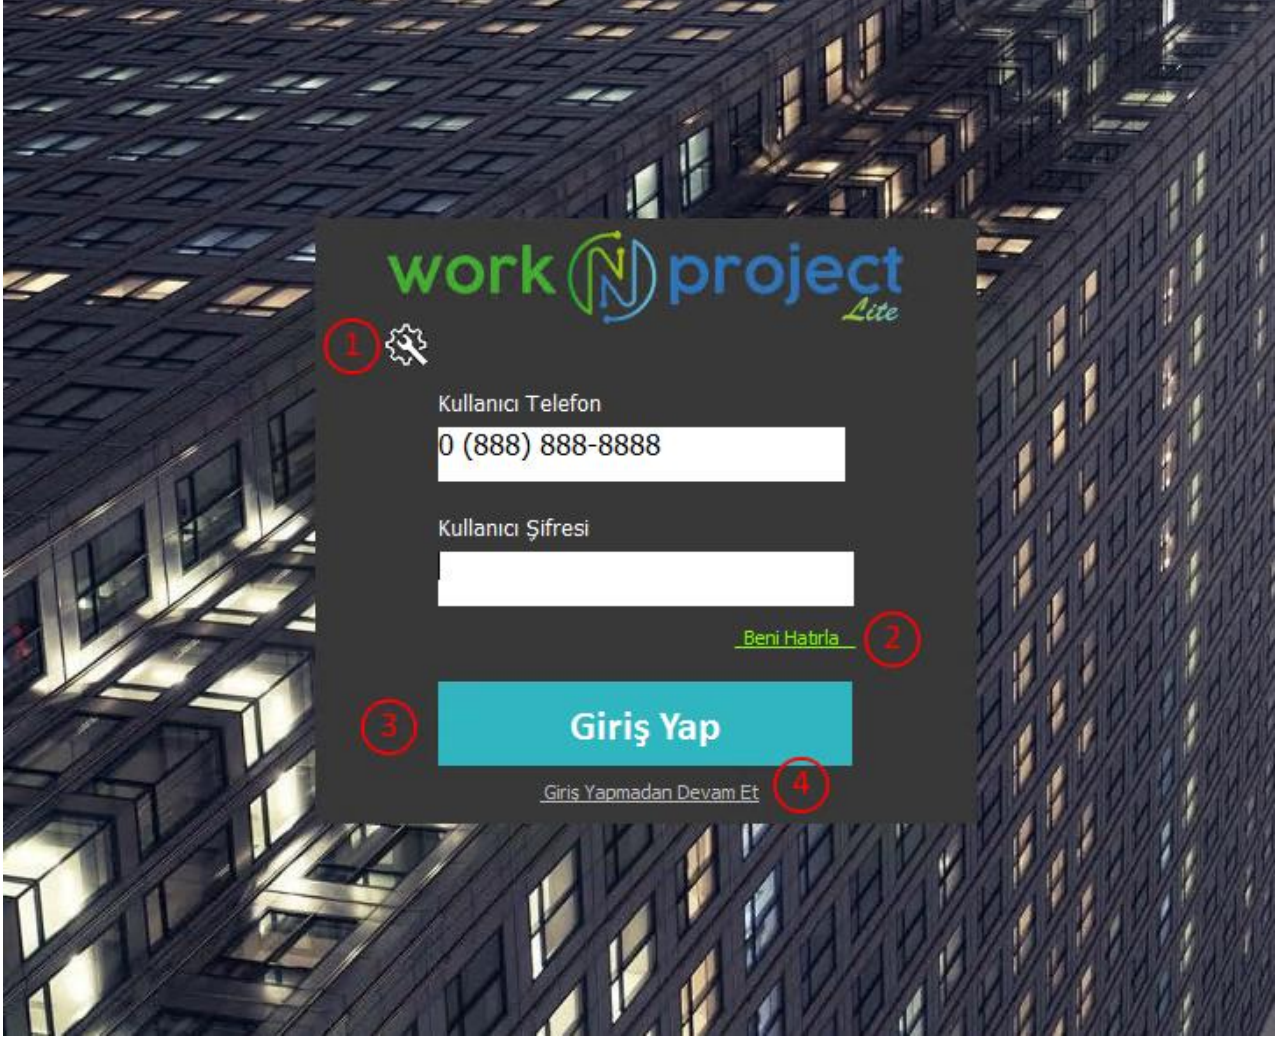 work N project
Lite
1
Kullanıcı Telefon
0 (888) 888-8888
Kullanıcı Şifresi
Beni Hatırla
2
3
Giriş Yap
4
Giriş Yapmadan Devam Et